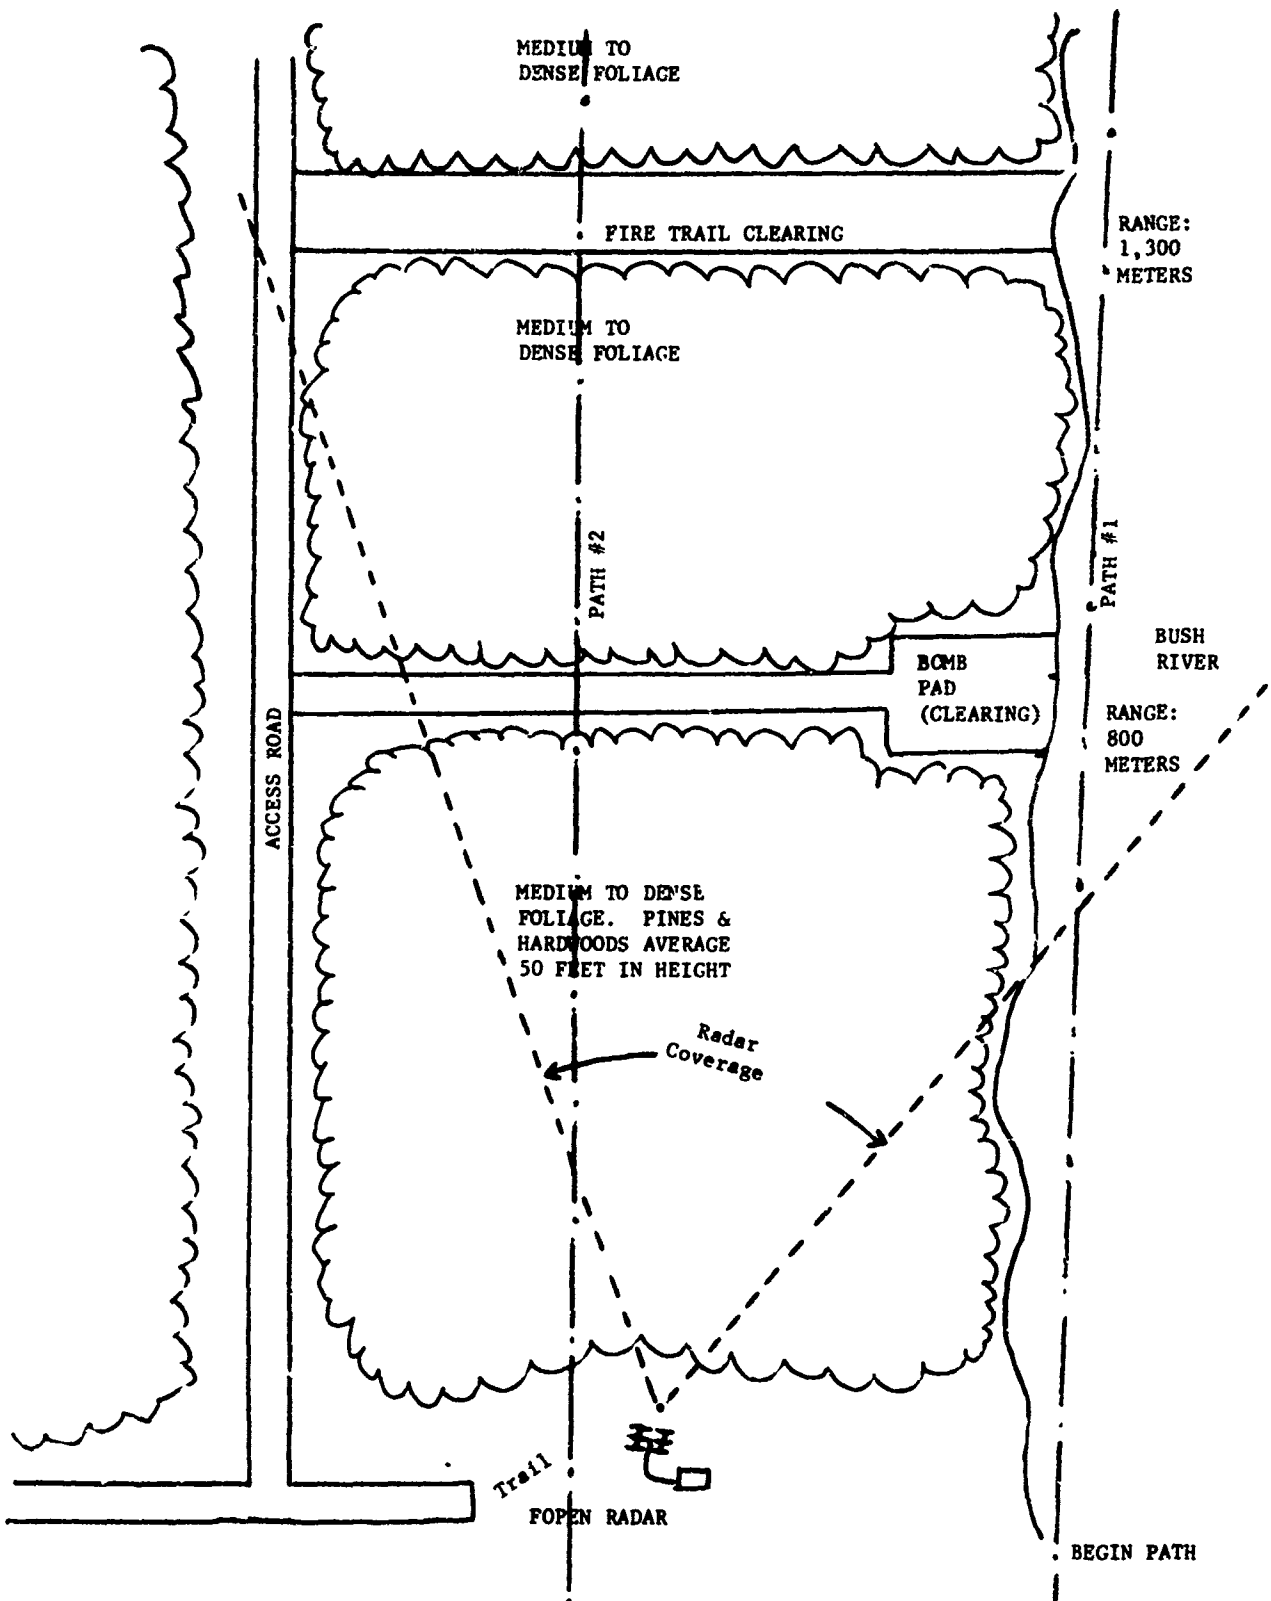 MEDIUM TO
DENSE FOLIAGE
FIRE TRAIL CLEARING
RANGE:
1,300
METERS
MEDIUM TO
DENSE FOLIAGE
PATH #2
PATH #1
BUSH
RIVER
BOMB
PAD
(CLEARING)
RANGE:
800
METERS
ACCESS ROAD
MEDIUM TO DENSE
FOLIAGE. PINES &
HARDWOODS AVERAGE
50 FEET IN HEIGHT
Radar
Coverage
Trail
FOPEN RADAR
BEGIN PATH